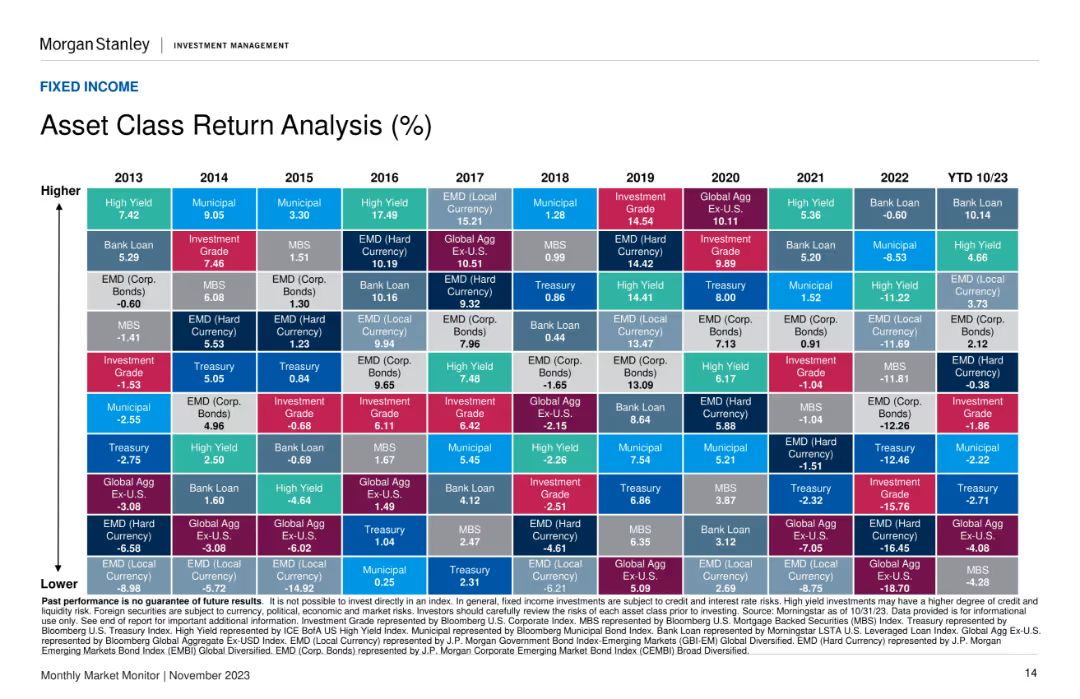 Morgan Stanley | INVESTMENT MANAGEMENT
FIXED INCOME
Asset Class Return Analysis (%)
2013 2014 2015 2016 2017 2018 2019 2020 2021 2022 YTD 10/23
Higher
High Yield 7.42
Municipal 9.05
Municipal 3.30
High Yield 17.49
EMD (Local Currency) 15.21
Municipal 1.28
Investment Grade 14.54
Global Agg Ex-U.S. 10.11
High Yield 5.36
Bank Loan -0.60
Bank Loan 10.14
Bank Loan 5.29
Investment Grade 7.46
MBS 1.51
EMD (Hard Currency) 10.19
Global Agg Ex-U.S. 10.51
MBS 0.99
EMD (Hard Currency) 14.42
Investment Grade 9.89
Bank Loan 5.20
Municipal -8.53
High Yield 4.66
EMD (Corp. Bonds) -0.60
MBS 6.08
EMD (Corp. Bonds) 1.30
Bank Loan 10.16
EMD (Hard Currency) 9.32
Treasury 0.86
High Yield 14.41
Treasury 8.00
Municipal 1.52
High Yield -11.22
EMD (Local Currency) 3.73
MBS -1.41
EMD (Hard Currency) 5.53
EMD (Hard Currency) 1.23
EMD (Local Currency) 9.94
EMD (Corp. Bonds) 7.96
Bank Loan 0.44
EMD (Local Currency) 13.47
EMD (Corp. Bonds) 7.13
EMD (Corp. Bonds) 0.91
EMD (Local Currency) -11.69
EMD (Corp. Bonds) 2.12
Investment Grade -1.53
Treasury 5.05
Treasury 0.84
EMD (Corp. Bonds) 9.65
High Yield 7.48
EMD (Corp. Bonds) -1.65
EMD (Corp. Bonds) 13.09
High Yield 6.17
Investment Grade -1.04
MBS -11.81
EMD (Hard Currency) -0.38
Municipal -2.55
EMD (Corp. Bonds) 4.96
Investment Grade -0.68
Investment Grade 6.11
Investment Grade 6.42
Global Agg Ex-U.S. -2.15
Bank Loan 8.64
EMD (Hard Currency) 5.88
MBS -1.04
EMD (Corp. Bonds) -12.26
Investment Grade -1.86
Treasury -2.75
High Yield 2.50
Bank Loan -0.69
MBS 1.67
Municipal 5.45
High Yield -2.26
Municipal 7.54
Municipal 5.21
EMD (Hard Currency) -1.51
Treasury -12.46
Municipal -2.22
Global Agg Ex-U.S. -3.08
Bank Loan 1.60
High Yield -4.64
Global Agg Ex-U.S. 1.49
Bank Loan 4.12
Investment Grade -2.51
Treasury 6.86
MBS 3.87
Treasury -2.32
Investment Grade -15.76
Treasury -2.71
EMD (Hard Currency) -6.58
Global Agg Ex-U.S. -3.08
Global Agg Ex-U.S. -6.02
Treasury 1.04
MBS 2.47
EMD (Hard Currency) -4.61
MBS 6.35
Bank Loan 3.12
Global Agg Ex-U.S. -7.05
EMD (Hard Currency) -16.45
Global Agg Ex-U.S. -4.08
EMD (Local Currency) -8.98
EMD (Local Currency) -5.72
EMD (Local Currency) -14.92
Municipal 0.25
Treasury 2.31
EMD (Local Currency) -6.21
Global Agg Ex-U.S. 5.09
EMD (Local Currency) 2.69
EMD (Local Currency) -8.75
Global Agg Ex-U.S. -18.70
MBS -4.28
Lower
Past performance is no guarantee of future results. It is not possible to invest directly in an index. In general, fixed income investments are subject to credit and interest rate risks. High yield investments may have a higher degree of credit and
liquidity risk. Foreign securities are subject to currency, political, economic and market risks. Investors should carefully review the risks of each asset class prior to investing. Source: Morningstar as of 10/31/23. Data provided is for informational
use only. See end of report for important additional information. Investment Grade represented by Bloomberg U.S. Corporate Index. MBS represented by Bloomberg U.S. Mortgage Backed Securities (MBS) Index. Treasury represented by
Bloomberg U.S. Treasury Index. High Yield represented by ICE BofA US High Yield Index. Municipal represented by Bloomberg Municipal Bond Index. Bank Loan represented by Morningstar LSTA U.S. Leveraged Loan Index. Global Agg Ex-U.S.
represented by Bloomberg Global Aggregate Ex-USD Index. EMD (Local Currency) represented by J.P. Morgan Government Bond Index-Emerging Markets (GBI-EM) Global Diversified. EMD (Hard Currency) represented by J.P. Morgan
Emerging Markets Bond Index (EMBI) Global Diversified. EMD (Corp. Bonds) represented by J.P. Morgan Corporate Emerging Market Bond Index (CEMBI) Broad Diversified.
Monthly Market Monitor | November 2023
14